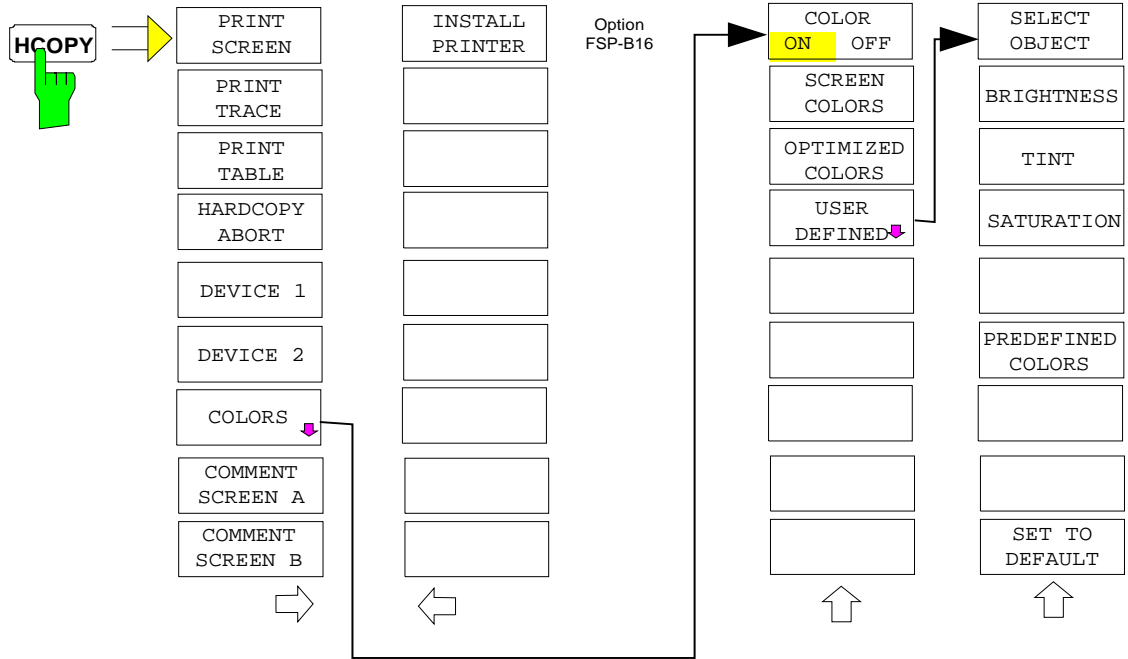 HCOPY
PRINT
SCREEN
PRINT
TRACE
PRINT
TABLE
HARDCOPY
ABORT
DEVICE 1
DEVICE 2
COLORS
COMMENT
SCREEN A
COMMENT
SCREEN B
INSTALL
PRINTER
Option
FSP-B16
COLOR
ON OFF
SCREEN
COLORS
OPTIMIZED
COLORS
USER
DEFINED
SELECT
OBJECT
BRIGHTNESS
TINT
SATURATION
PREDEFINED
COLORS
SET TO
DEFAULT